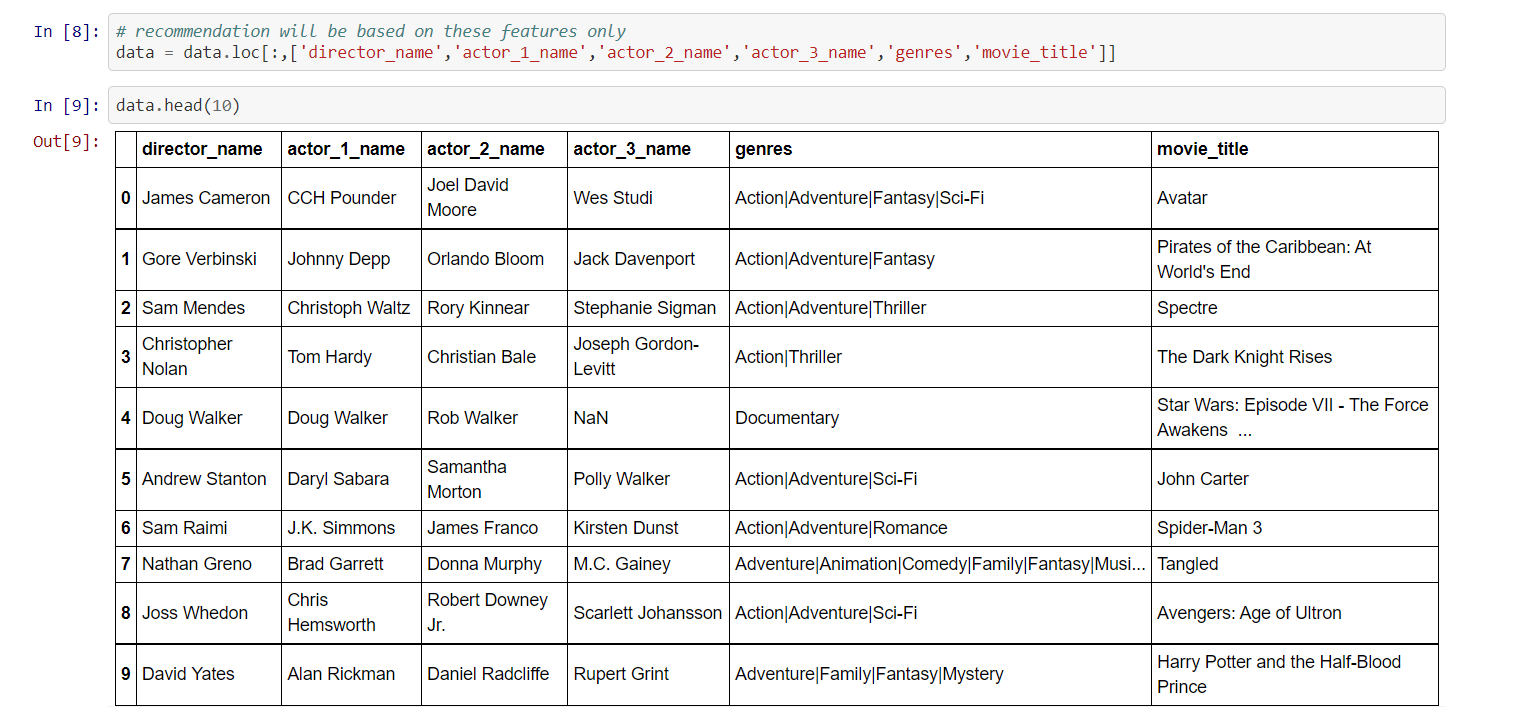 In [8]: # recommendation will be based on these features only
data = data.loc[:,['director_name','actor_1_name','actor_2_name','actor_3_name','genres','movie_title']]
In [9]: data.head(10)
Out[9]:
director_name actor_1_name actor_2_name actor_3_name genres movie_title
0 James Cameron CCH Pounder Joel David Moore Wes Studi Action|Adventure|Fantasy|Sci-Fi Avatar
1 Gore Verbinski Johnny Depp Orlando Bloom Jack Davenport Action|Adventure|Fantasy Pirates of the Caribbean: At World's End
2 Sam Mendes Christoph Waltz Rory Kinnear Stephanie Sigman Action|Adventure|Thriller Spectre
3 Christopher Nolan Tom Hardy Christian Bale Joseph Gordon-Levitt Action|Thriller The Dark Knight Rises
4 Doug Walker Doug Walker Rob Walker NaN Documentary Star Wars: Episode VII - The Force Awakens ...
5 Andrew Stanton Daryl Sabara Samantha Morton Polly Walker Action|Adventure|Sci-Fi John Carter
6 Sam Raimi J.K. Simmons James Franco Kirsten Dunst Action|Adventure|Romance Spider-Man 3
7 Nathan Greno Brad Garrett Donna Murphy M.C. Gainey Adventure|Animation|Comedy|Family|Fantasy|Musi... Tangled
8 Joss Whedon Chris Hemsworth Robert Downey Jr. Scarlett Johansson Action|Adventure|Sci-Fi Avengers: Age of Ultron
9 David Yates Alan Rickman Daniel Radcliffe Rupert Grint Adventure|Family|Fantasy|Mystery Harry Potter and the Half-Blood Prince